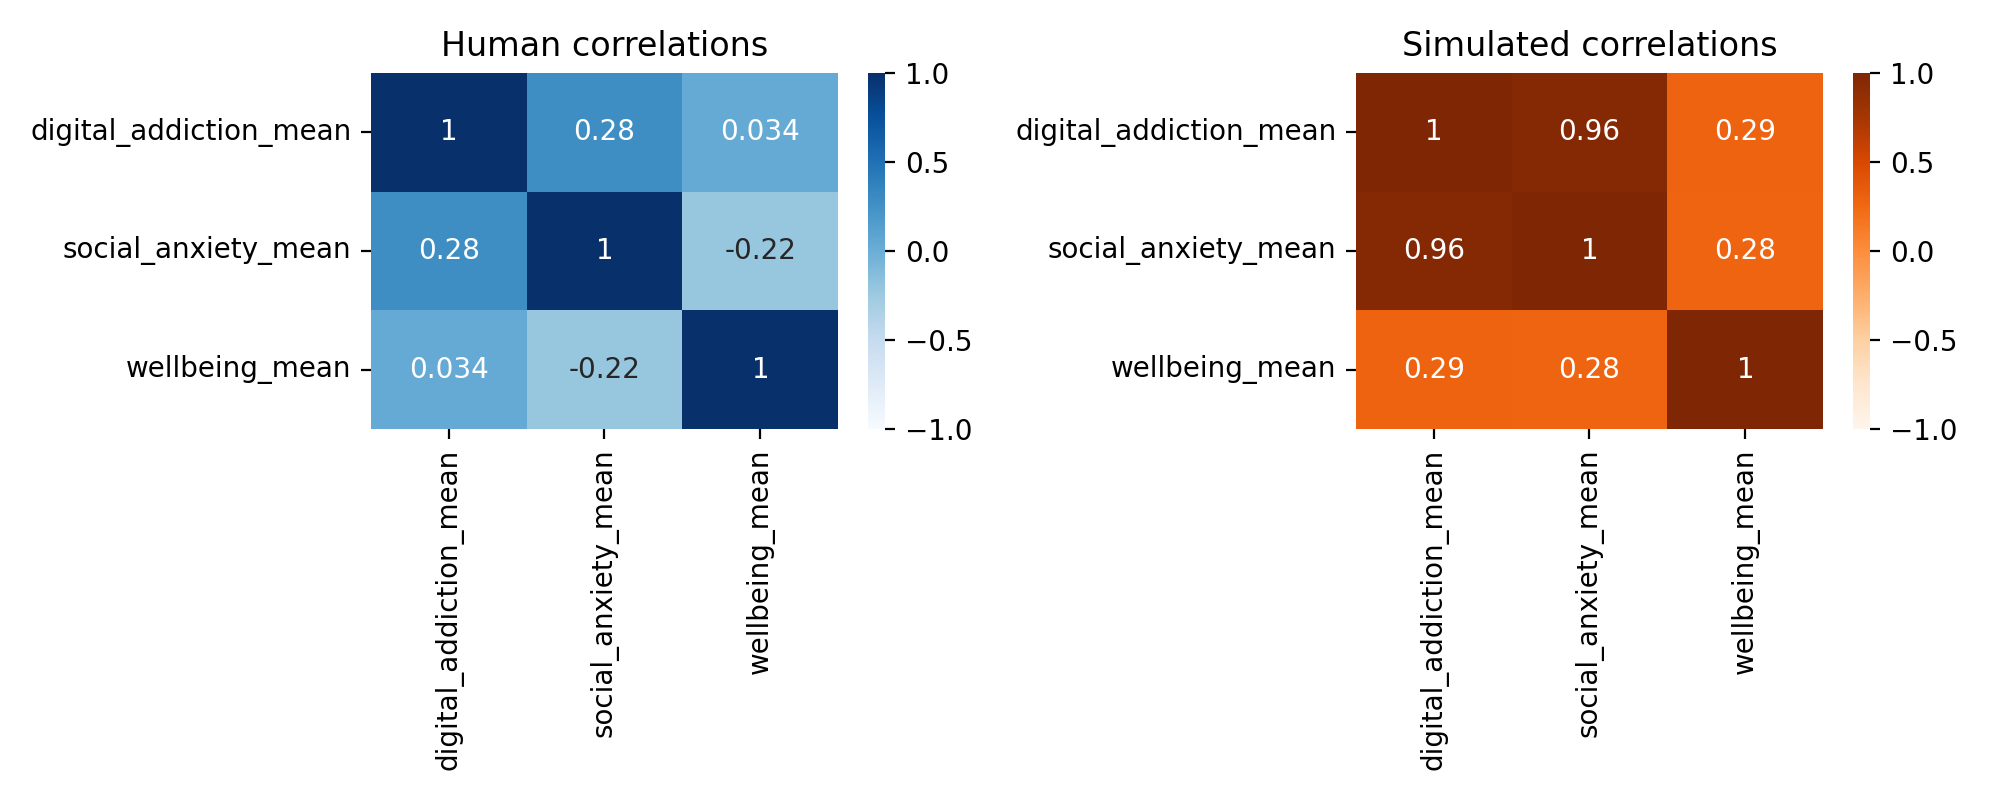 Human correlations
digital_addiction_mean
social_anxiety_mean
wellbeing_mean
1 0.28 0.034
0.28 1 -0.22
0.034 -0.22 1
digital_addiction_mean
social_anxiety_mean
wellbeing_mean
1.0
0.5
0.0
−0.5
−1.0
Simulated correlations
digital_addiction_mean
social_anxiety_mean
wellbeing_mean
1 0.96 0.29
0.96 1 0.28
0.29 0.28 1
digital_addiction_mean
social_anxiety_mean
wellbeing_mean
1.0
0.5
0.0
−0.5
−1.0